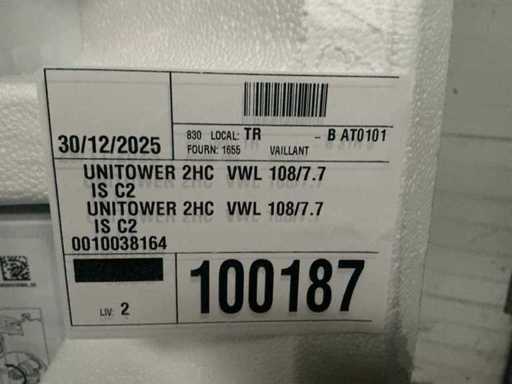 30/12/2025
830 LOCAL: TR -- B AT0101
FOURN: 1655 VAILLANT
UNITOWER 2HC VWL 108/7.7
IS C2
UNITOWER 2HC VWL 108/7.7
IS C2
0010038164
LIV: 2
100187